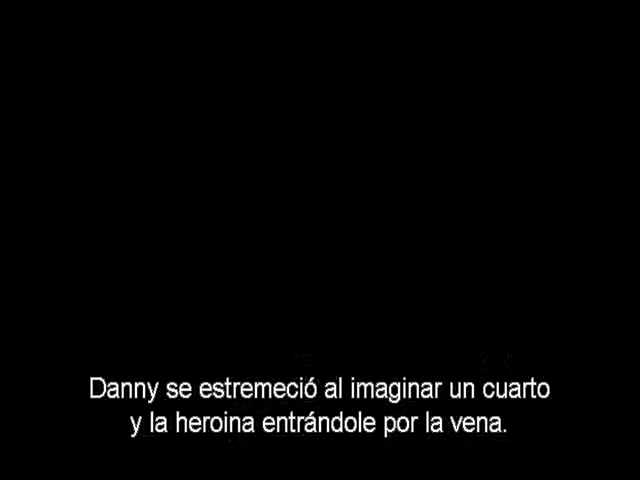 Danny se estremeció al imaginar un cuarto
y la heroina entrándole por la vena.